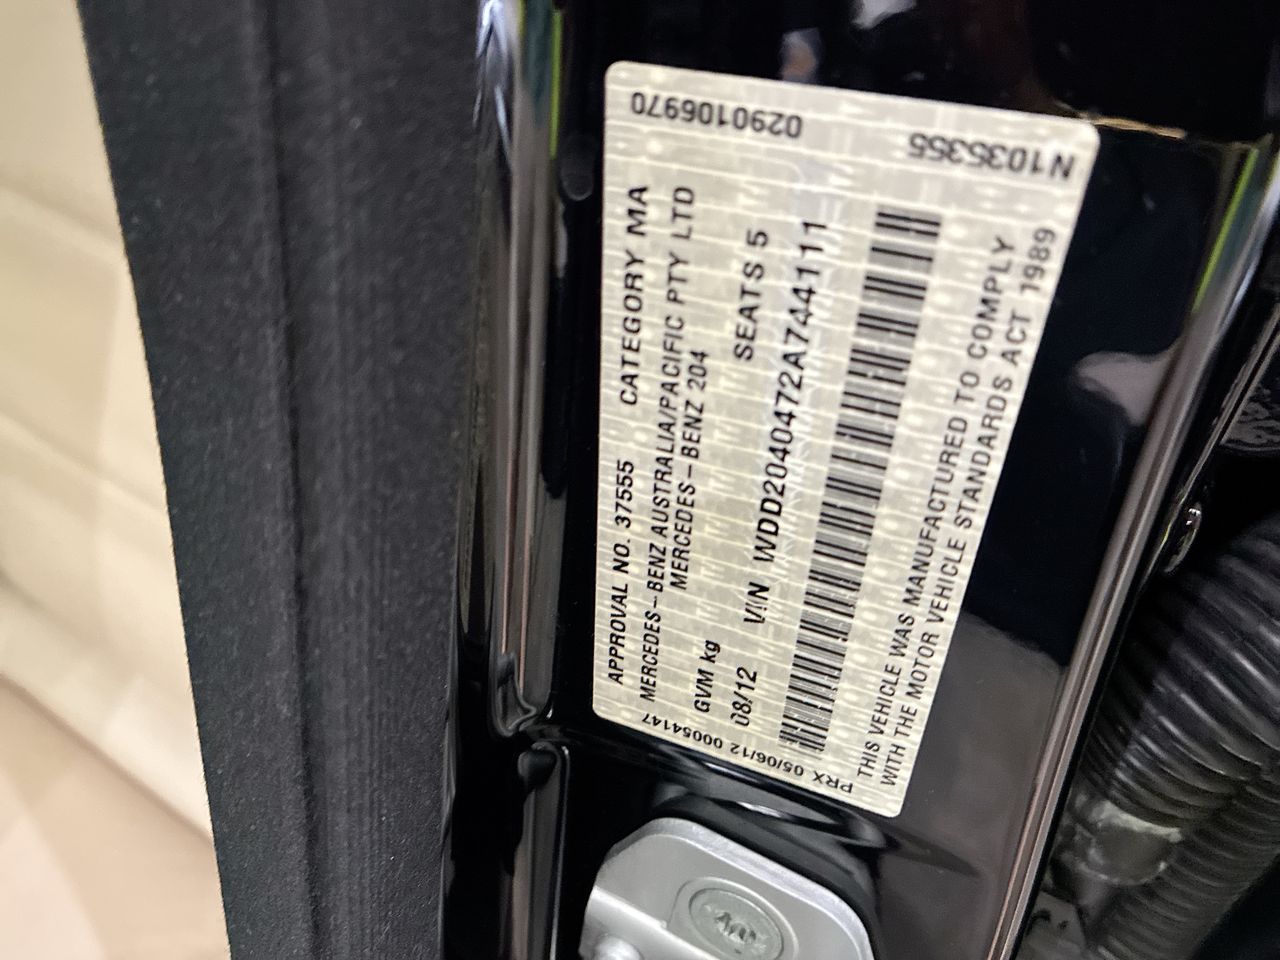 0290106970 N1035355
APPROVAL NO. 37555 CATEGORY MA
MERCEDES-BENZ AUSTRALIA/PACIFIC PTY LTD
MERCEDES-BENZ 204
GVM kg
08/12 SEATS 5
VIN WDD2040472A744111
THIS VEHICLE WAS MANUFACTURED TO COMPLY
WITH THE MOTOR VEHICLE STANDARDS ACT 1989
PRX 05/06/12 00054147